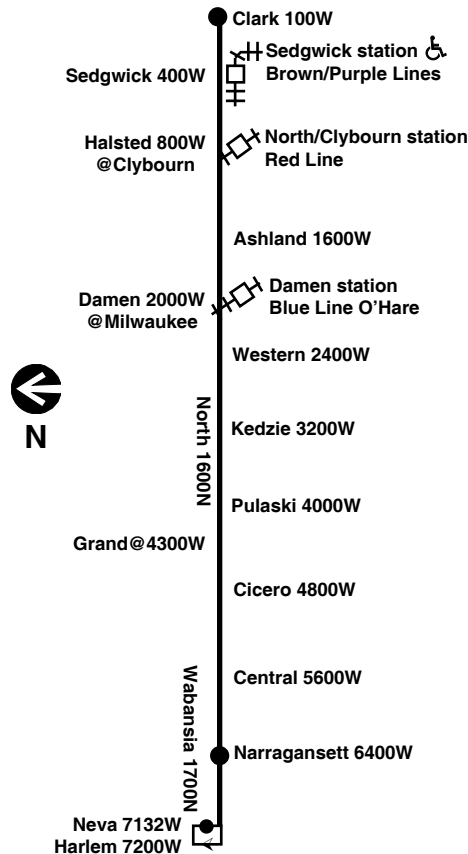 Clark 100W
Sedgwick station
Brown/Purple Lines
Sedgwick 400W
Halsted 800W
@Clybourn
North/Clybourn station
Red Line
Ashland 1600W
Damen station
Blue Line O'Hare
Damen 2000W
@Milwaukee
Western 2400W
N
North 1600N
Kedzie 3200W
Pulaski 4000W
Grand@4300W
Cicero 4800W
Central 5600W
Wabansia 1700N
Narragansett 6400W
Neva 7132W
Harlem 7200W